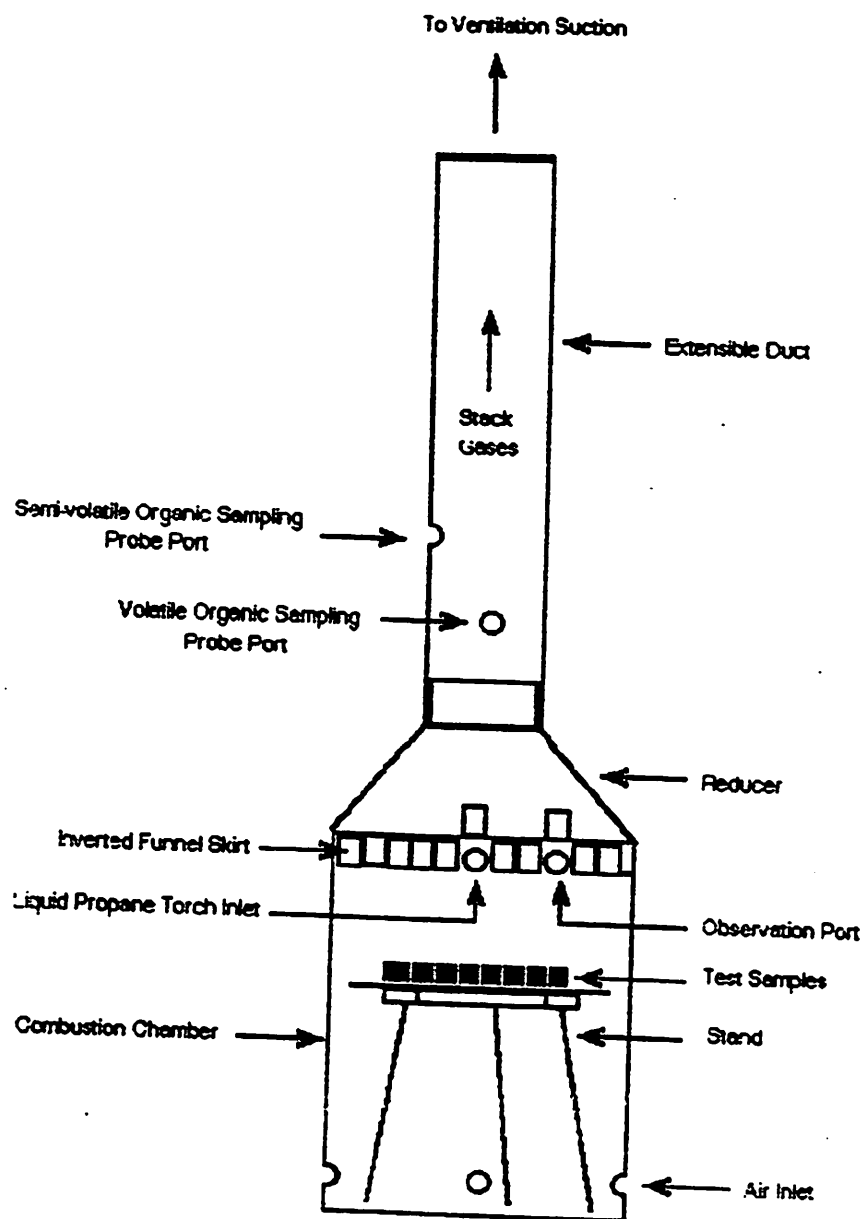 To Ventilation Suction
Extensible Duct
Stack
Gases
Semi-volatile Organic Sampling
Probe Port
Volatile Organic Sampling
Probe Port
Reducer
Inverted Funnel Skirt
Liquid Propane Torch Inlet
Observation Port
Test Samples
Combustion Chamber
Stand
Air Inlet